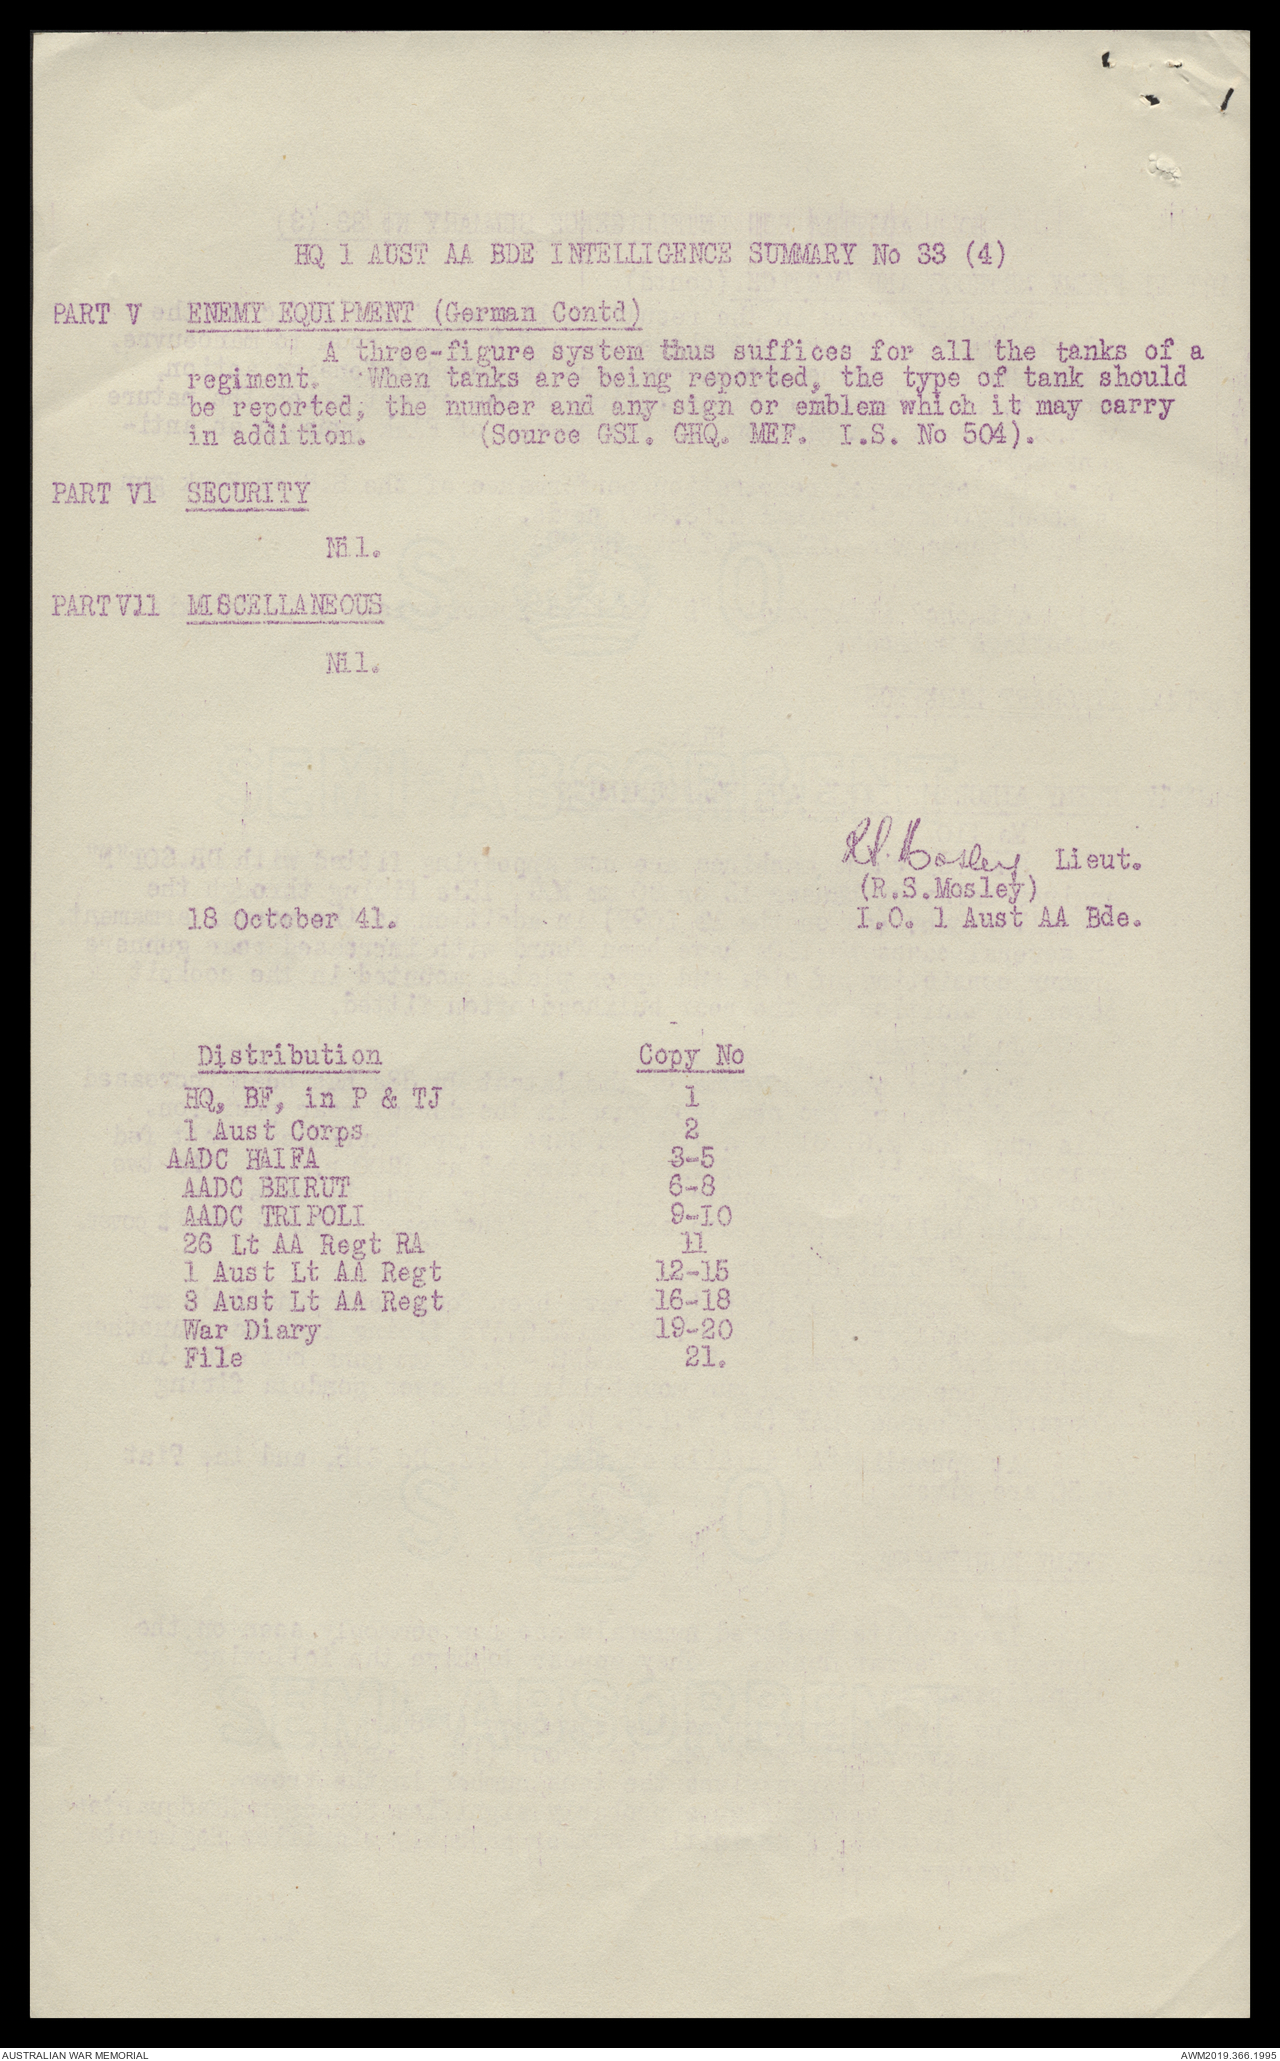 HQ 1 AUST AA BDE INTELLIGENCE SUMMARY No 33 (4)
PART V ENEMY EQUIPMENT (German Contd)
A three-figure system thus suffices for all the tanks of a
regiment. When tanks are being reported, the type of tank should
be reported, the number and any sign or emblem which it may carry
in addition. (Source GSI. GHQ. MEF. I.S. No 504).
PART V1 SECURITY
Nil.
PART V11 MISCELLANEOUS
Nil.
R.S. Mosley Lieut.
(R.S.Mosley)
18 October 41. I.O. 1 Aust AA Bde.
Distribution Copy No
HQ, BF, in P & TJ 1
1 Aust Corps 2
AADC HAIFA 3-5
AADC BEIRUT 6-8
AADC TRIPOLI 9-10
26 Lt AA Regt RA 11
1 Aust Lt AA Regt 12-15
3 Aust Lt AA Regt 16-18
War Diary 19-20
File 21.
AUSTRALIAN WAR MEMORIAL AWM2019.366.1995